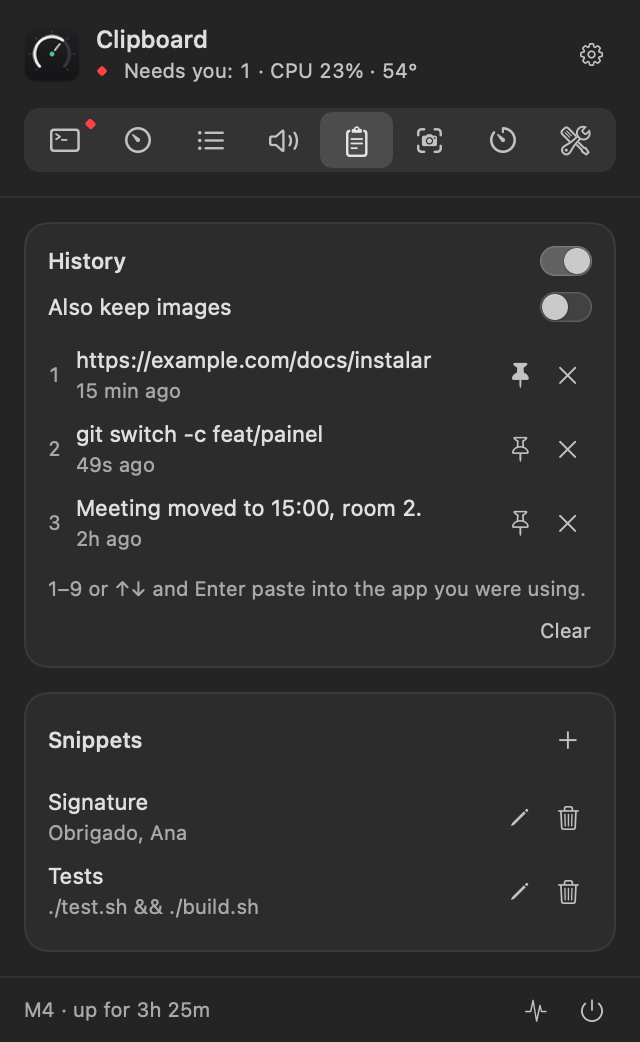 Clipboard
Needs you: 1 · CPU 23% · 54°
History
Also keep images
1 https://example.com/docs/instalar
15 min ago
2 git switch -c feat/painel
49s ago
3 Meeting moved to 15:00, room 2.
2h ago
1–9 or ↑↓ and Enter paste into the app you were using.
Clear
Snippets
Signature
Obrigado, Ana
Tests
./test.sh && ./build.sh
M4 · up for 3h 25m